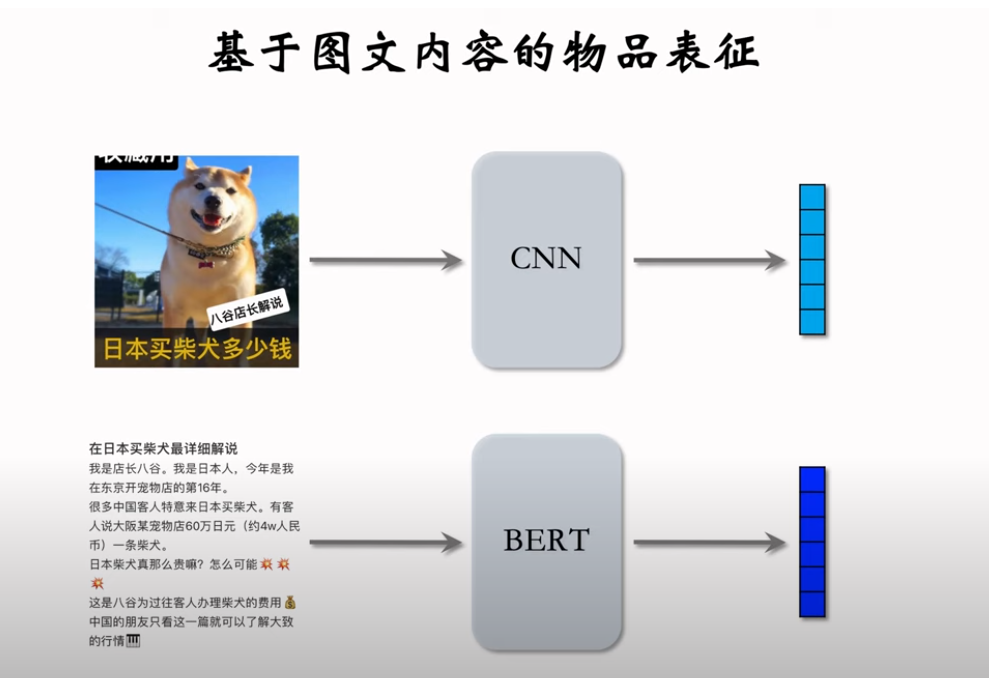 基于图文内容的物品表征
收藏用
八谷店长解说
日本买柴犬多少钱
CNN
在日本买柴犬最详细解说
我是店长八谷。我是日本人，今年是我
在东京开宠物店的第16年。
很多中国客人特意来日本买柴犬。有客
人说大阪某宠物店60万日元（约4w人民
币）一条柴犬。
日本柴犬真那么贵嘛？怎么可能💥💥
💥
这是八谷为过往客人办理柴犬的费用💰
中国的朋友只看这一篇就可以了解大致
的行情🎹
BERT